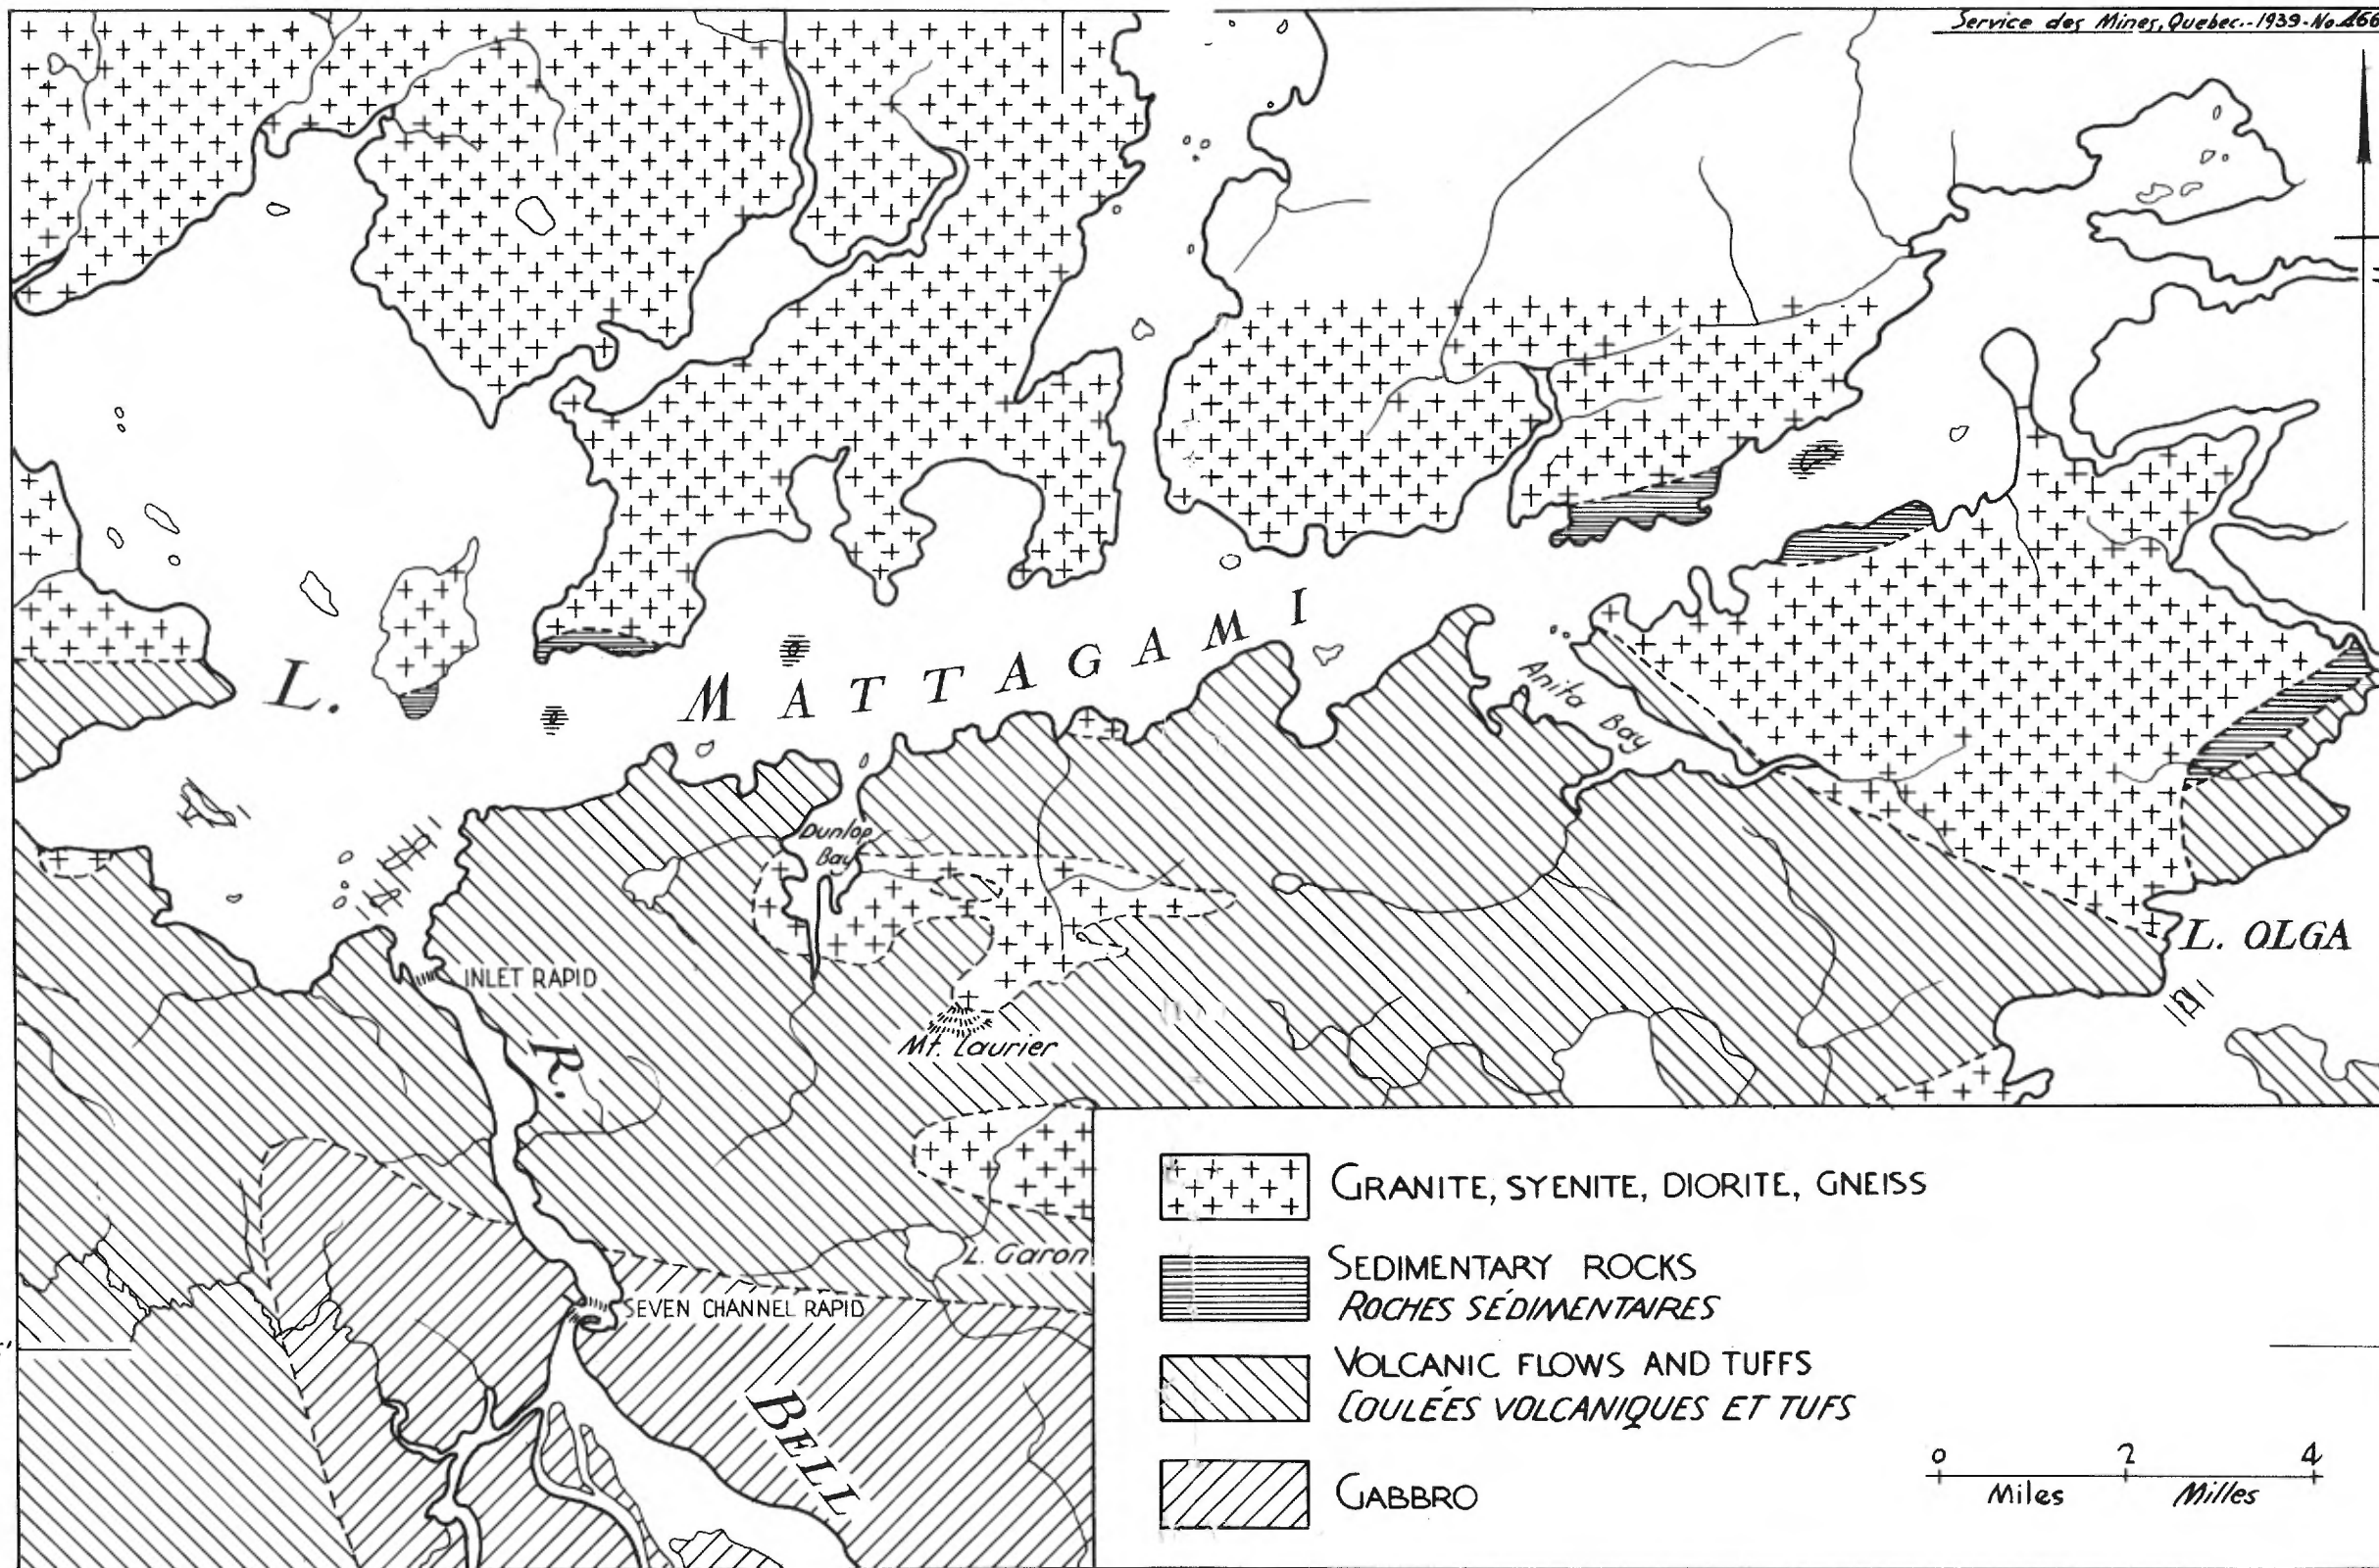 Service des Mines, Quebec.-1939-No.
L. MATTAGAMI
Anita Bay
Dunlop
Bay
L. OLGA
INLET RAPID
R.
Mt. Laurier
L. Garon
SEVEN CHANNEL RAPID
BELL
GRANITE, SYENITE, DIORITE, GNEISS
SEDIMENTARY ROCKS
ROCHES SÉDIMENTAIRES
VOLCANIC FLOWS AND TUFFS
COULÉES VOLCANIQUES ET TUFS
GABBRO
0 2 4
Miles Milles